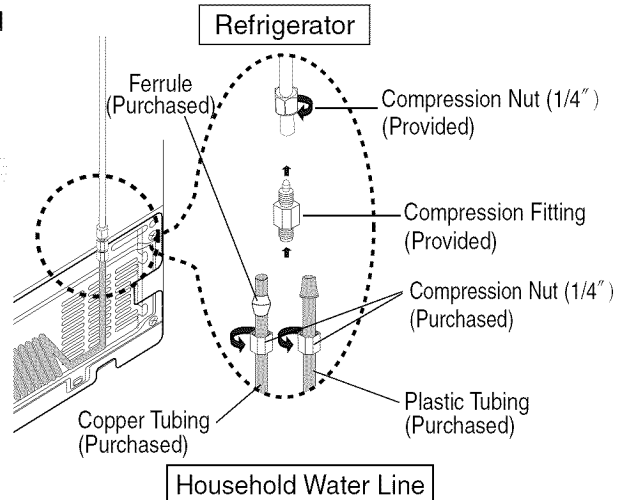 Refrigerator
Ferrule
(Purchased)
Compression Nut (1/4″)
(Provided)
Compression Fitting
(Provided)
Compression Nut (1/4″)
(Purchased)
Copper Tubing
(Purchased)
Plastic Tubing
(Purchased)
Household Water Line